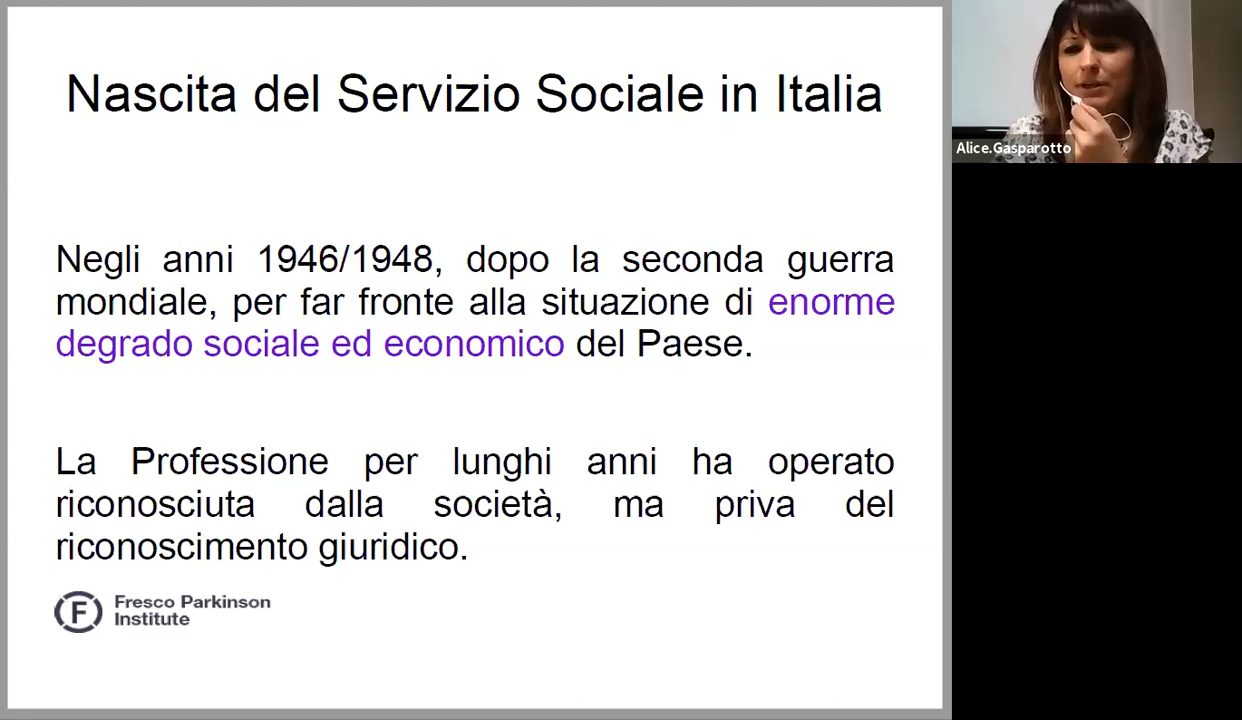 Nascita del Servizio Sociale in Italia
Negli anni 1946/1948, dopo la seconda guerra
mondiale, per far fronte alla situazione di enorme
degrado sociale ed economico del Paese.
La Professione per lunghi anni ha operato
riconosciuta dalla società, ma priva del
riconoscimento giuridico.
F
Fresco Parkinson
Institute
Alice.Gasparotto